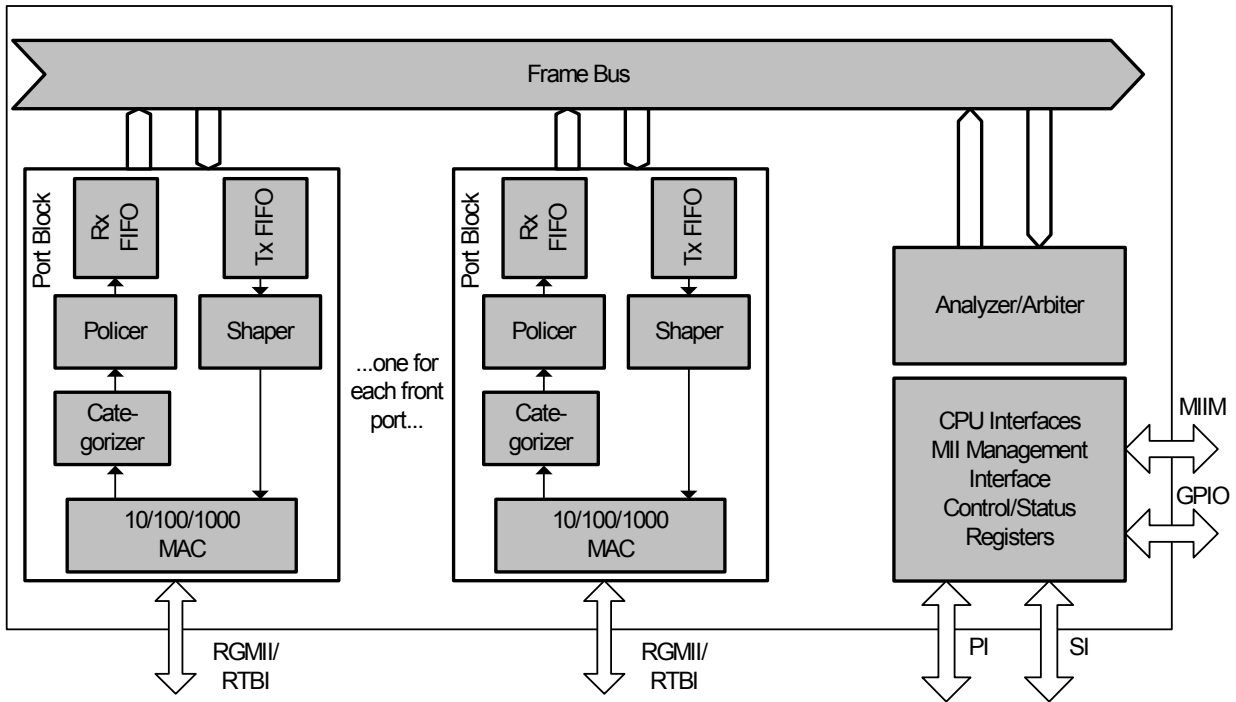 Frame Bus
Port Block
Rx
FIFO
Tx FIFO
Policer
Shaper
Cate-
gorizer
10/100/1000
MAC
RGMII/
RTBI
...one for
each front
port...
Port Block
Rx
FIFO
Tx FIFO
Policer
Shaper
Cate-
gorizer
10/100/1000
MAC
RGMII/
RTBI
Analyzer/Arbiter
CPU Interfaces
MII Management
Interface
Control/Status
Registers
MIIM
GPIO
PI
SI